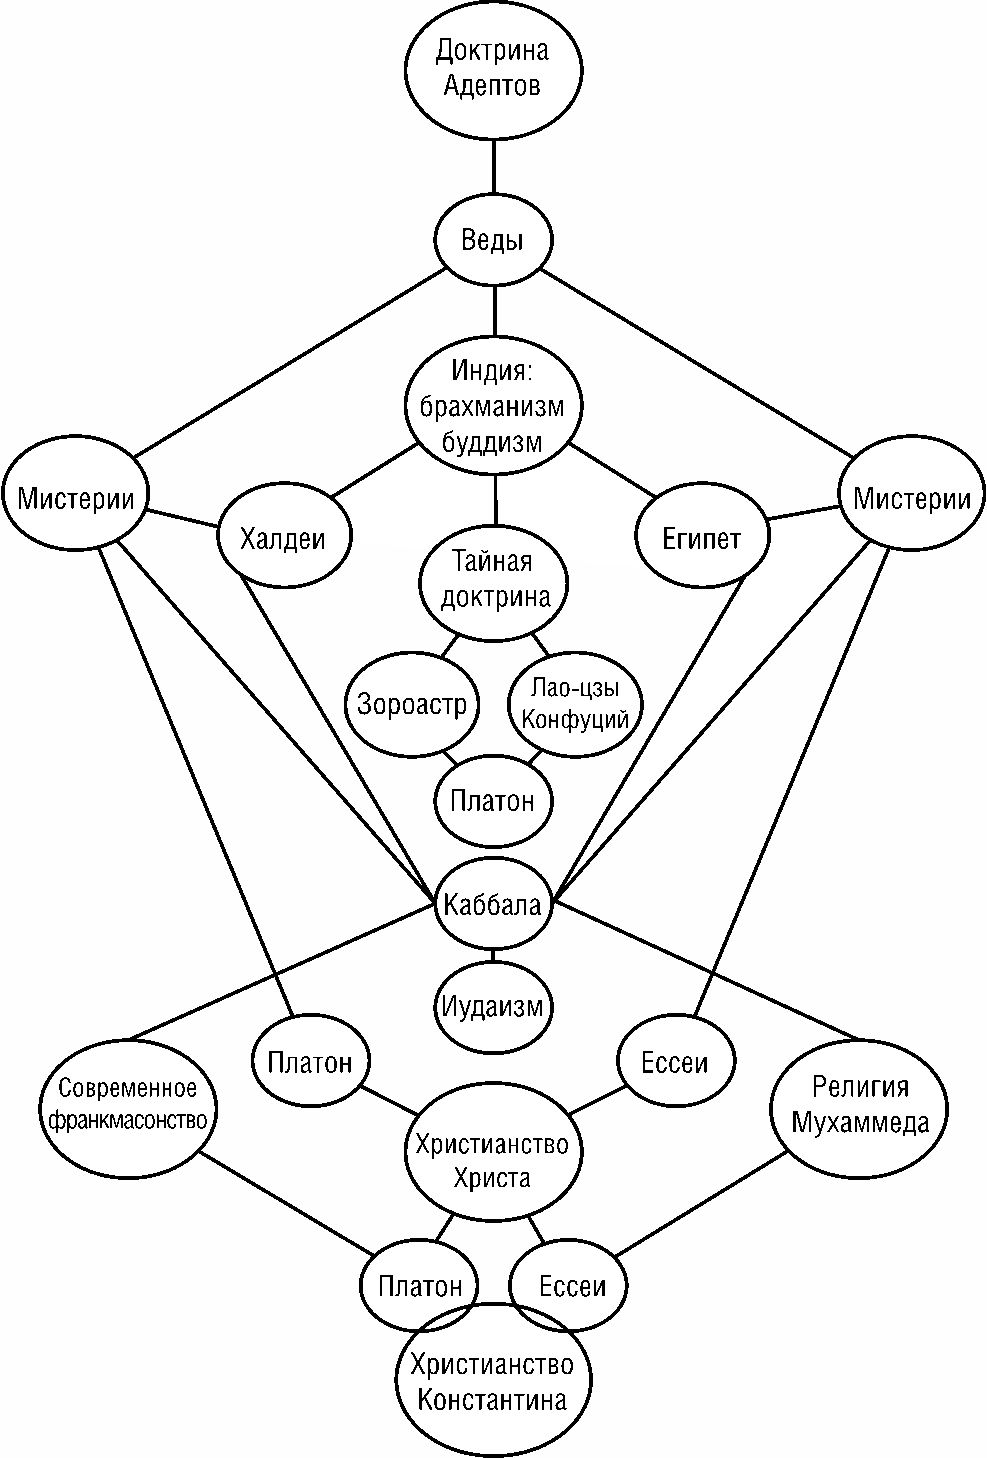 Доктрина
Адептов
Веды
Индия:
брахманизм
буддизм
Мистерии
Мистерии
Халдеи
Египет
Тайная
доктрина
Зороастр
Лао-цзы
Конфуций
Платон
Каббала
Иудаизм
Платон
Ессеи
Современное
франкмасонство
Религия
Мухаммеда
Христианство
Христа
Платон
Ессеи
Христианство
Константина